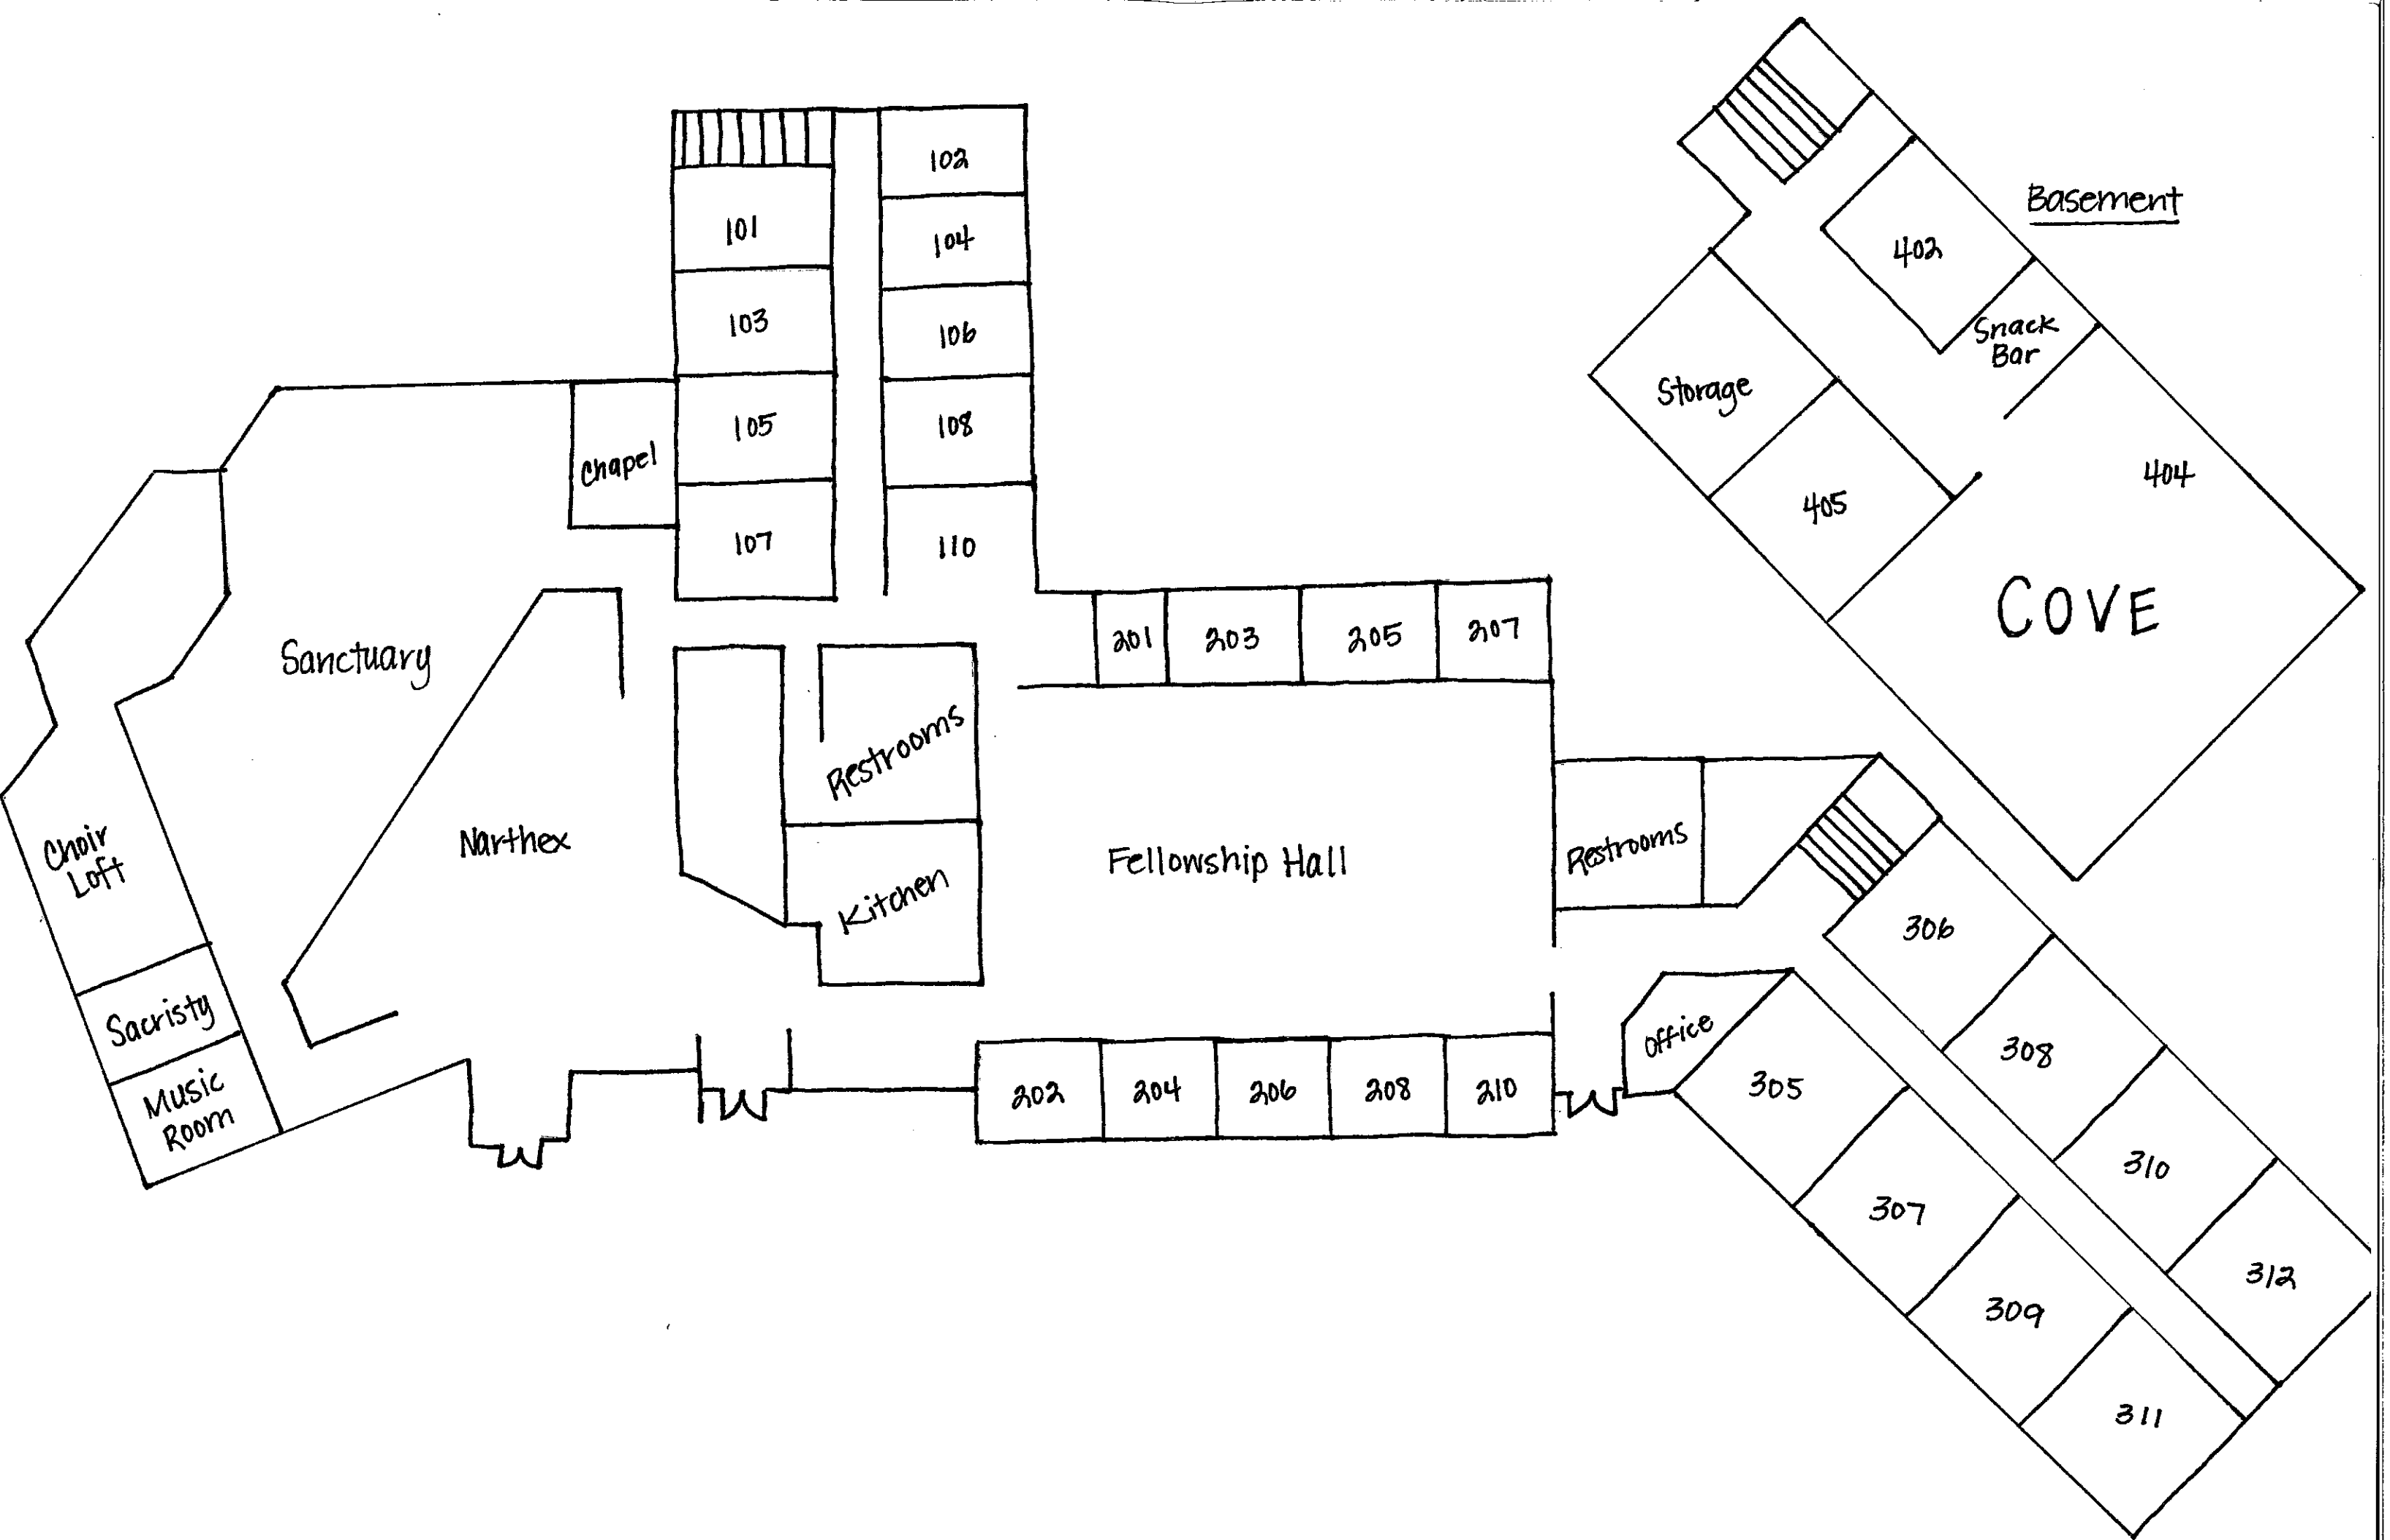 102
101
104
103
106
105
108
Chapel
107
110
Basement
402
Snack
Bar
Storage
405
404
COVE
201
203
205
207
Sanctuary
Restrooms
Narthex
Kitchen
Fellowship Hall
Restrooms
Choir
Loft
Sacristy
Music
Room
202
204
206
208
210
Office
306
305
308
307
310
309
312
311